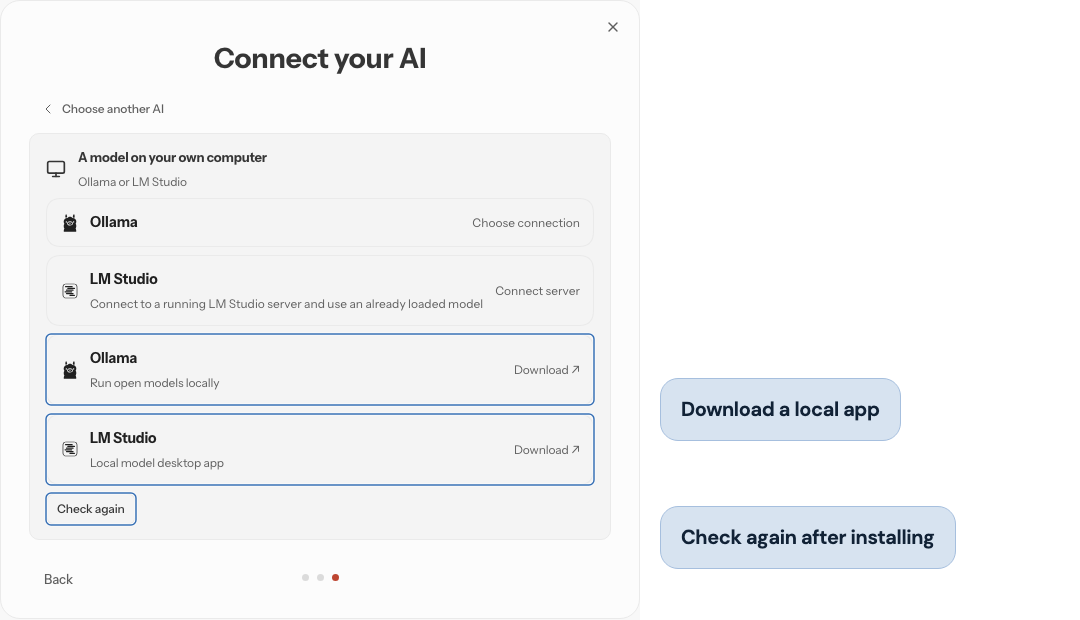 Connect your AI
Choose another AI
A model on your own computer
Ollama or LM Studio
Ollama
Choose connection
LM Studio
Connect to a running LM Studio server and use an already loaded model
Connect server
Ollama
Run open models locally
Download ↗
LM Studio
Local model desktop app
Download ↗
Check again
Back
Download a local app
Check again after installing